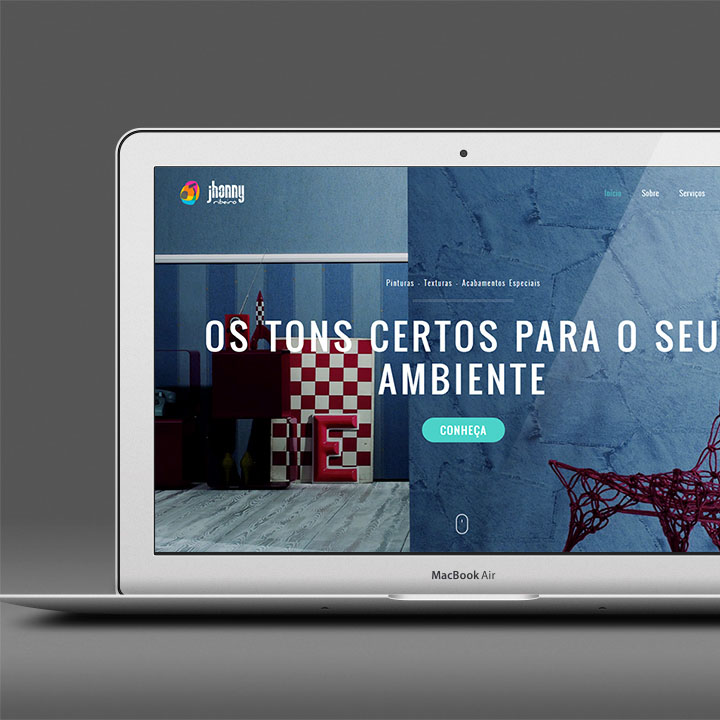 jhonny
ribeiro
Início
Sobre
Serviços
Pinturas - Texturas - Acabamentos Especiais
OS TONS CERTOS PARA O SEU
AMBIENTE
E
CONHEÇA
MacBook Air